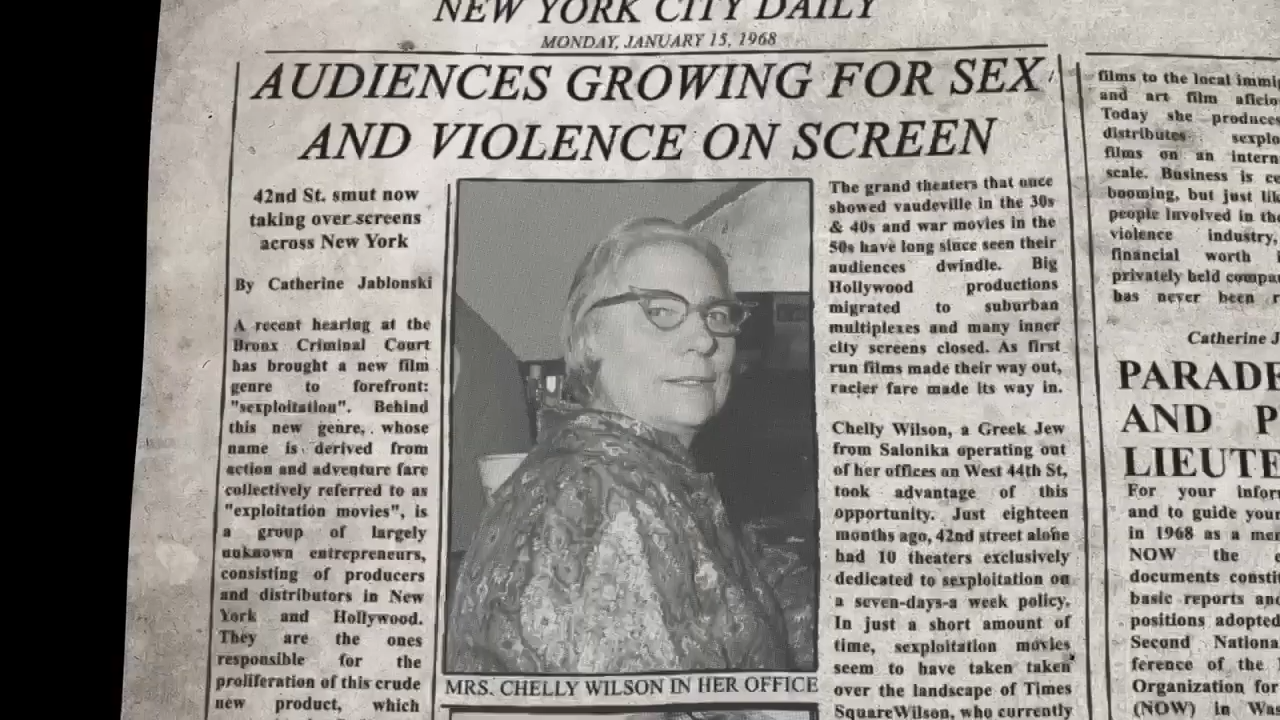 NEW YORK CITY DAILY
MONDAY, JANUARY 15, 1968
AUDIENCES GROWING FOR SEX
AND VIOLENCE ON SCREEN
42nd St. smut now
taking over screens
across New York
By Catherine Jablonski
A recent hearing at the
Bronx Criminal Court
has brought a new film
genre to forefront:
"sexploitation". Behind
this new genre, whose
name is derived from
action and adventure fare
collectively referred to as
"exploitation movies", is
a group of largely
unknown entrepreneurs,
consisting of producers
and distributors in New
York and Hollywood.
They are the ones
responsible for the
proliferation of this crude
new product, which
MRS. CHELLY WILSON IN HER OFFICE
The grand theaters that once
showed vaudeville in the 30s
& 40s and war movies in the
50s have long since seen their
audiences dwindle. Big
Hollywood productions
migrated to suburban
multiplexes and many inner
city screens closed. As first
run films made their way out,
racier fare made its way in.
Chelly Wilson, a Greek Jew
from Salonika operating out
of her offices on West 44th St,
took advantage of this
opportunity. Just eighteen
months ago, 42nd street alone
had 10 theaters exclusively
dedicated to sexploitation on
a seven-days-a week policy.
In just a short amount of
time, sexploitation movies
seem to have taken taken
over the landscape of Times
SquareWilson, who currently
films to the local immi
and art film aficio
Today she produces
distributes sexplo
films on an intern
scale. Business is ce
booming, but just lik
people involved in the
violence industry,
financial worth
privately held compa
has never been
Catherine J
PARADE
AND P
LIEUTE
For your infor
and to guide your
in 1968 as a mem
NOW the
documents consti
basic reports and
positions adopted
Second Nationa
ference of the
Organization for
(NOW) in Was